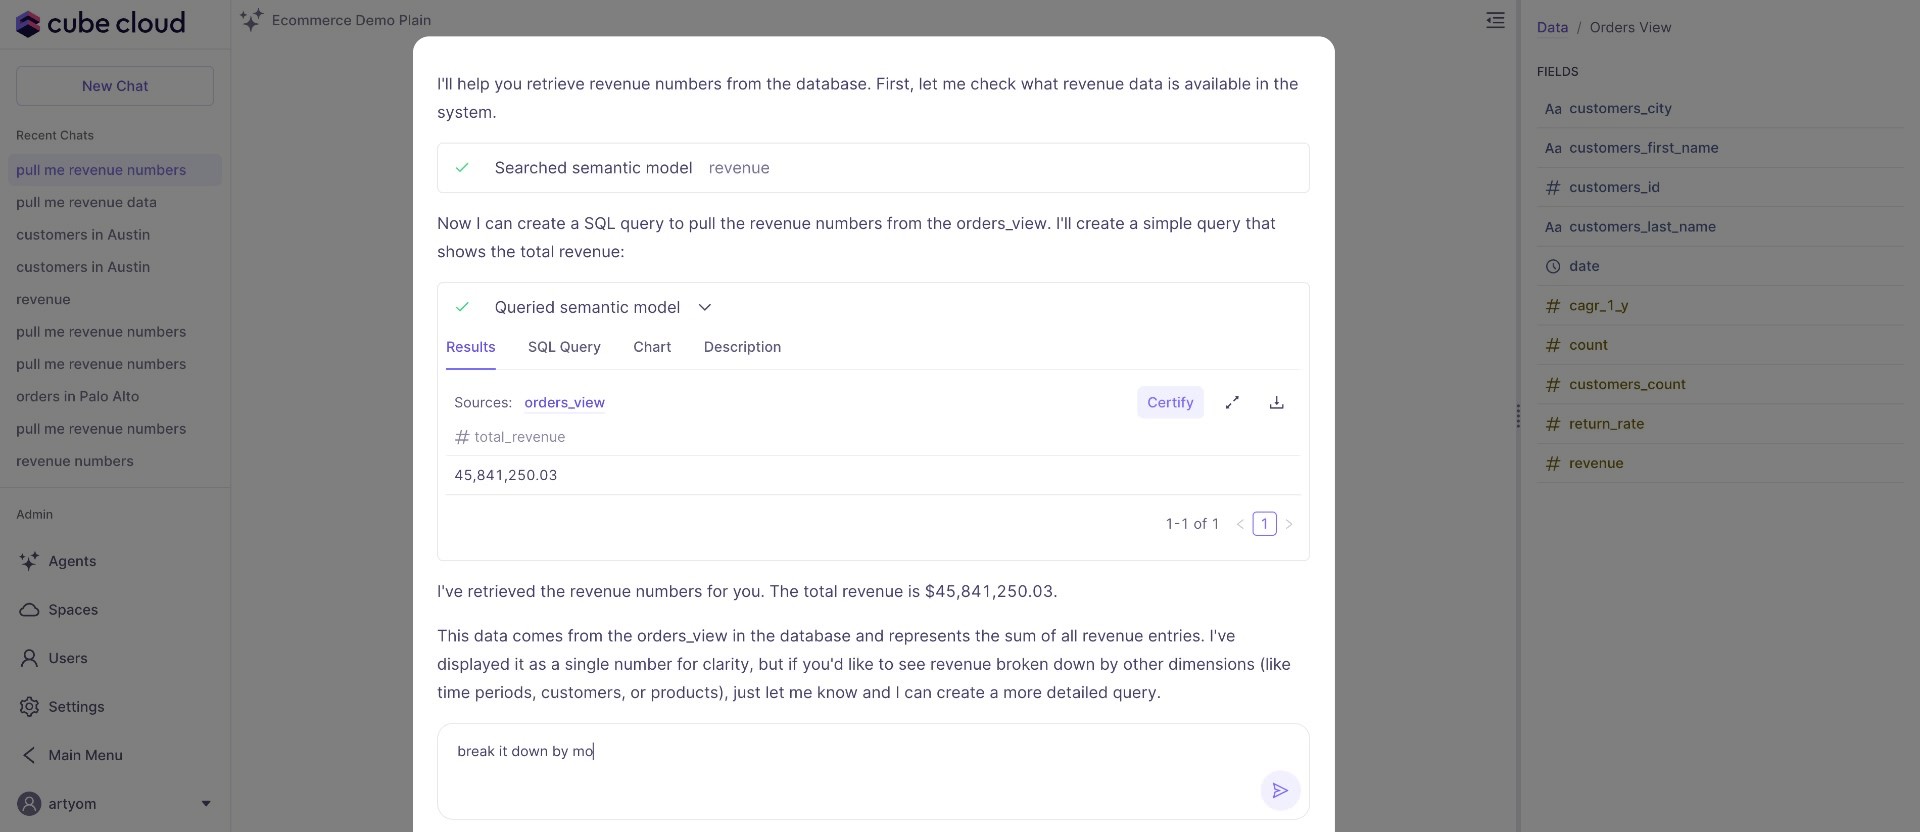 cube cloud
New Chat
Recent Chats
pull me revenue numbers
pull me revenue data
customers in Austin
customers in Austin
revenue
pull me revenue numbers
pull me revenue numbers
orders in Palo Alto
pull me revenue numbers
revenue numbers
Admin
Agents
Spaces
Users
Settings
Main Menu
artyom
Ecommerce Demo Plain
I'll help you retrieve revenue numbers from the database. First, let me check what revenue data is available in the
system.
Searched semantic model revenue
Now I can create a SQL query to pull the revenue numbers from the orders_view. I'll create a simple query that
shows the total revenue:
Queried semantic model
Results SQL Query Chart Description
Sources: orders_view Certify
# total_revenue
45,841,250.03
1-1 of 1 < 1 >
I've retrieved the revenue numbers for you. The total revenue is $45,841,250.03.
This data comes from the orders_view in the database and represents the sum of all revenue entries. I've
displayed it as a single number for clarity, but if you'd like to see revenue broken down by other dimensions (like
time periods, customers, or products), just let me know and I can create a more detailed query.
break it down by mo
Data / Orders View
FIELDS
Aa customers_city
Aa customers_first_name
# customers_id
Aa customers_last_name
date
# cagr_1_y
# count
# customers_count
# return_rate
# revenue